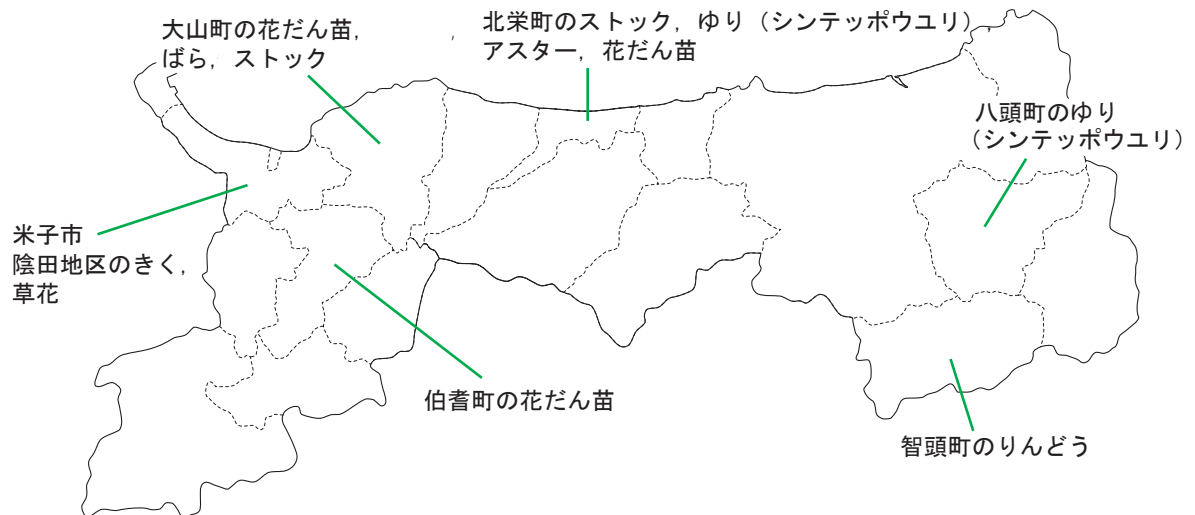 大山町の花だん苗,
ばら, ストック
,
北栄町のストック, ゆり (シンテッポウユリ),
アスター, 花だん苗
八頭町のゆり
(シンテッポウユリ)
米子市
陰田地区のきく,
草花
伯耆町の花だん苗
智頭町のりんどう